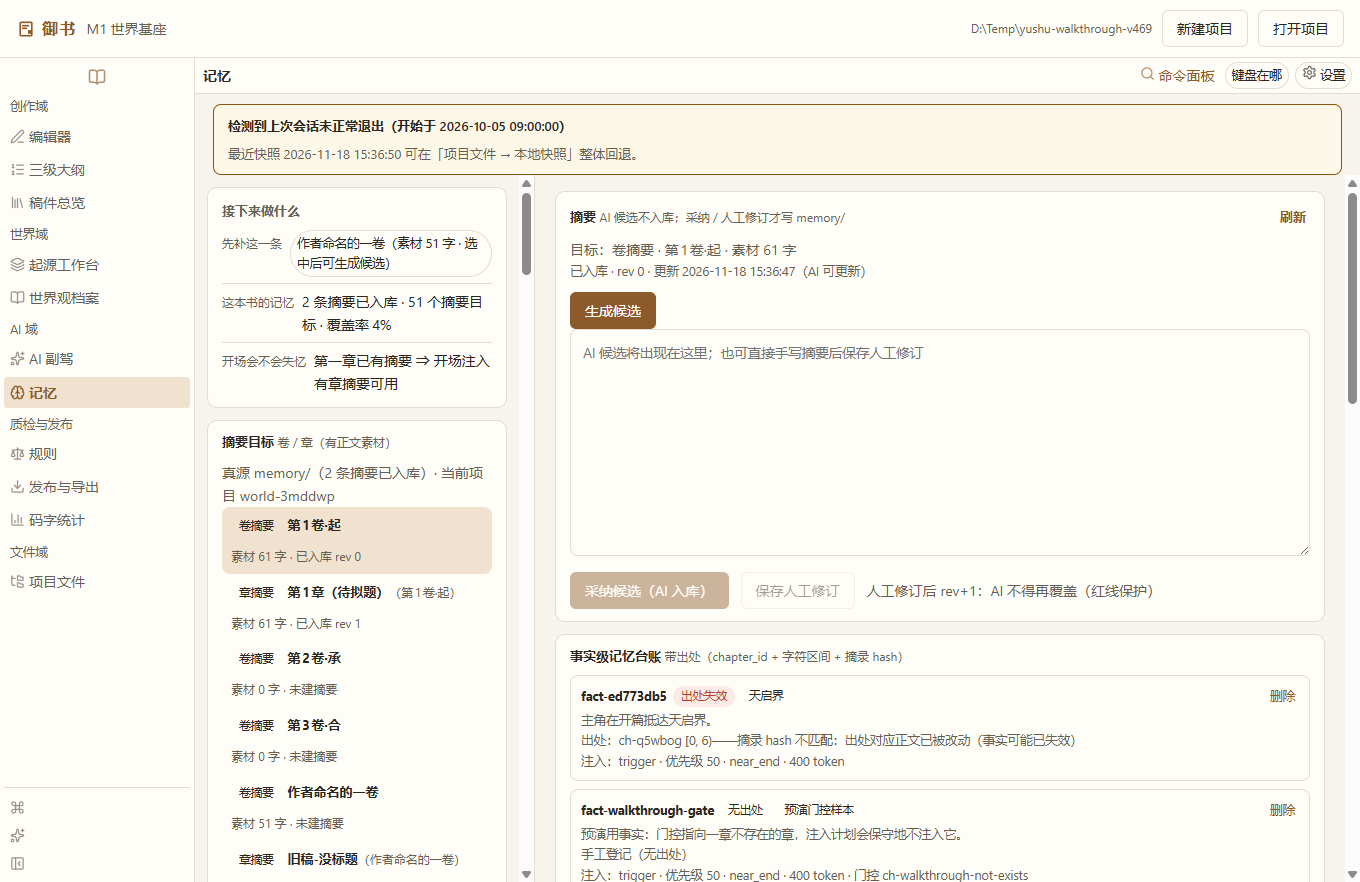 御书 M1 世界基座
D:\Temp\yushu-walkthrough-v469 新建项目 打开项目
创作域
编辑器
三级大纲
稿件总览
世界域
起源工作台
世界观档案
AI 域
AI 副驾
记忆
质检与发布
规则
发布与导出
码字统计
文件域
项目文件
记忆
命令面板 键盘在哪 设置
检测到上次会话未正常退出（开始于 2026-10-05 09:00:00）
最近快照 2026-11-18 15:36:50 可在「项目文件 → 本地快照」整体回退。
接下来做什么
先补这一条 作者命名的一卷（素材 51 字 · 选
中后可生成候选）
这本书的记忆 2 条摘要已入库 · 51 个摘要目
标 · 覆盖率 4%
开场会不会失忆 第一章已有摘要 ⇒ 开场注入
有章摘要可用
摘要目标 卷 / 章（有正文素材）
真源 memory/（2 条摘要已入库）· 当前项
目 world-3mddwp
卷摘要 第1卷·起
素材 61 字 · 已入库 rev 0
章摘要 第1章（待拟题）（第1卷·起）
素材 61 字 · 已入库 rev 1
卷摘要 第2卷·承
素材 0 字 · 未建摘要
卷摘要 第3卷·合
素材 0 字 · 未建摘要
卷摘要 作者命名的一卷
素材 51 字 · 未建摘要
章摘要 旧稿-没标题（作者命名的一卷）
摘要 AI 候选不入库；采纳 / 人工修订才写 memory/
刷新
目标：卷摘要 · 第1卷·起 · 素材 61 字
已入库 · rev 0 · 更新 2026-11-18 15:36:47（AI 可更新）
生成候选
AI 候选将出现在这里；也可直接手写摘要后保存人工修订
采纳候选（AI 入库） 保存人工修订 人工修订后 rev+1：AI 不得再覆盖（红线保护）
事实级记忆台账 带出处（chapter_id + 字符区间 + 摘录 hash）
fact-ed773db5 出处失效 天启界 删除
主角在开篇抵达天启界。
出处：ch-q5wbog [0, 6)——摘录 hash 不匹配：出处对应正文已被改动（事实可能已失效）
注入：trigger · 优先级 50 · near_end · 400 token
fact-walkthrough-gate 无出处 预演门控样本 删除
预演用事实：门控指向一章不存在的章，注入计划会保守地不注入它。
手工登记（无出处）
注入：trigger · 优先级 50 · near_end · 400 token · 门控 ch-walkthrough-not-exists